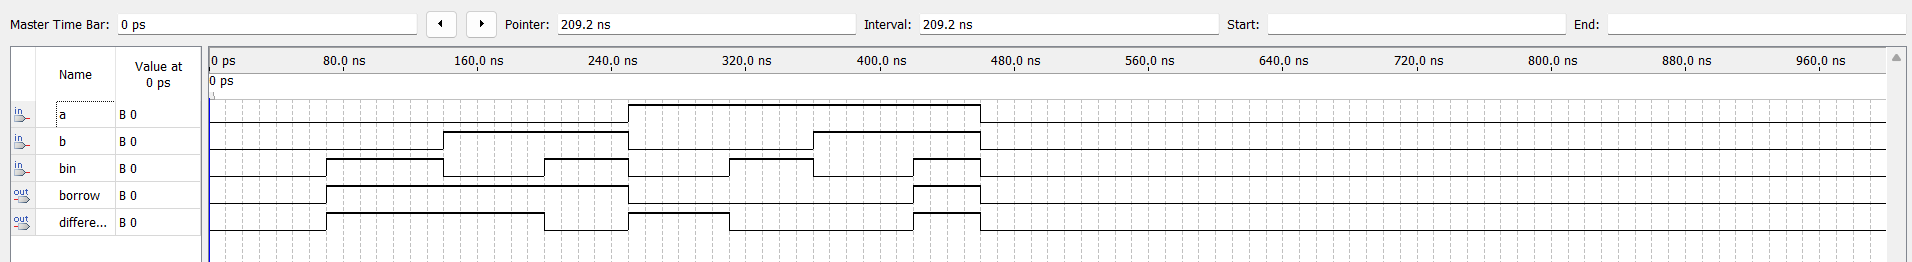 Master Time Bar: 0 ps Pointer: 209.2 ns Interval: 209.2 ns Start: End:
Name Value at 0 ps
0 ps 80.0 ns 160.0 ns 240.0 ns 320.0 ns 400.0 ns 480.0 ns 560.0 ns 640.0 ns 720.0 ns 800.0 ns 880.0 ns 960.0 ns
0 ps
in a B 0
in b B 0
in bin B 0
out borrow B 0
out differe... B 0